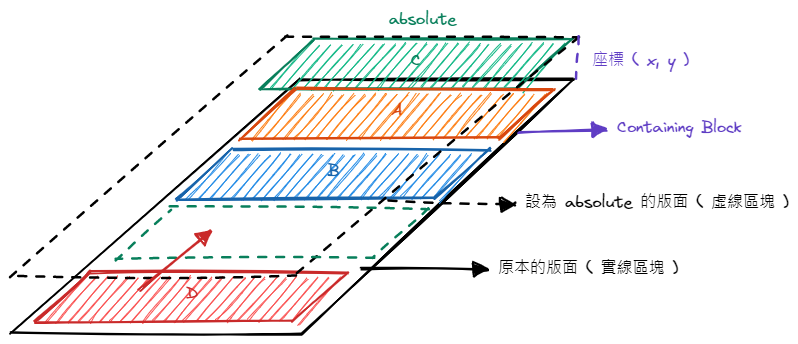 absolute
C
座標 ( x, y )
A
Containing Block
B
設為 absolute 的版面 ( 虛線區塊 )
原本的版面 ( 實線區塊 )
D